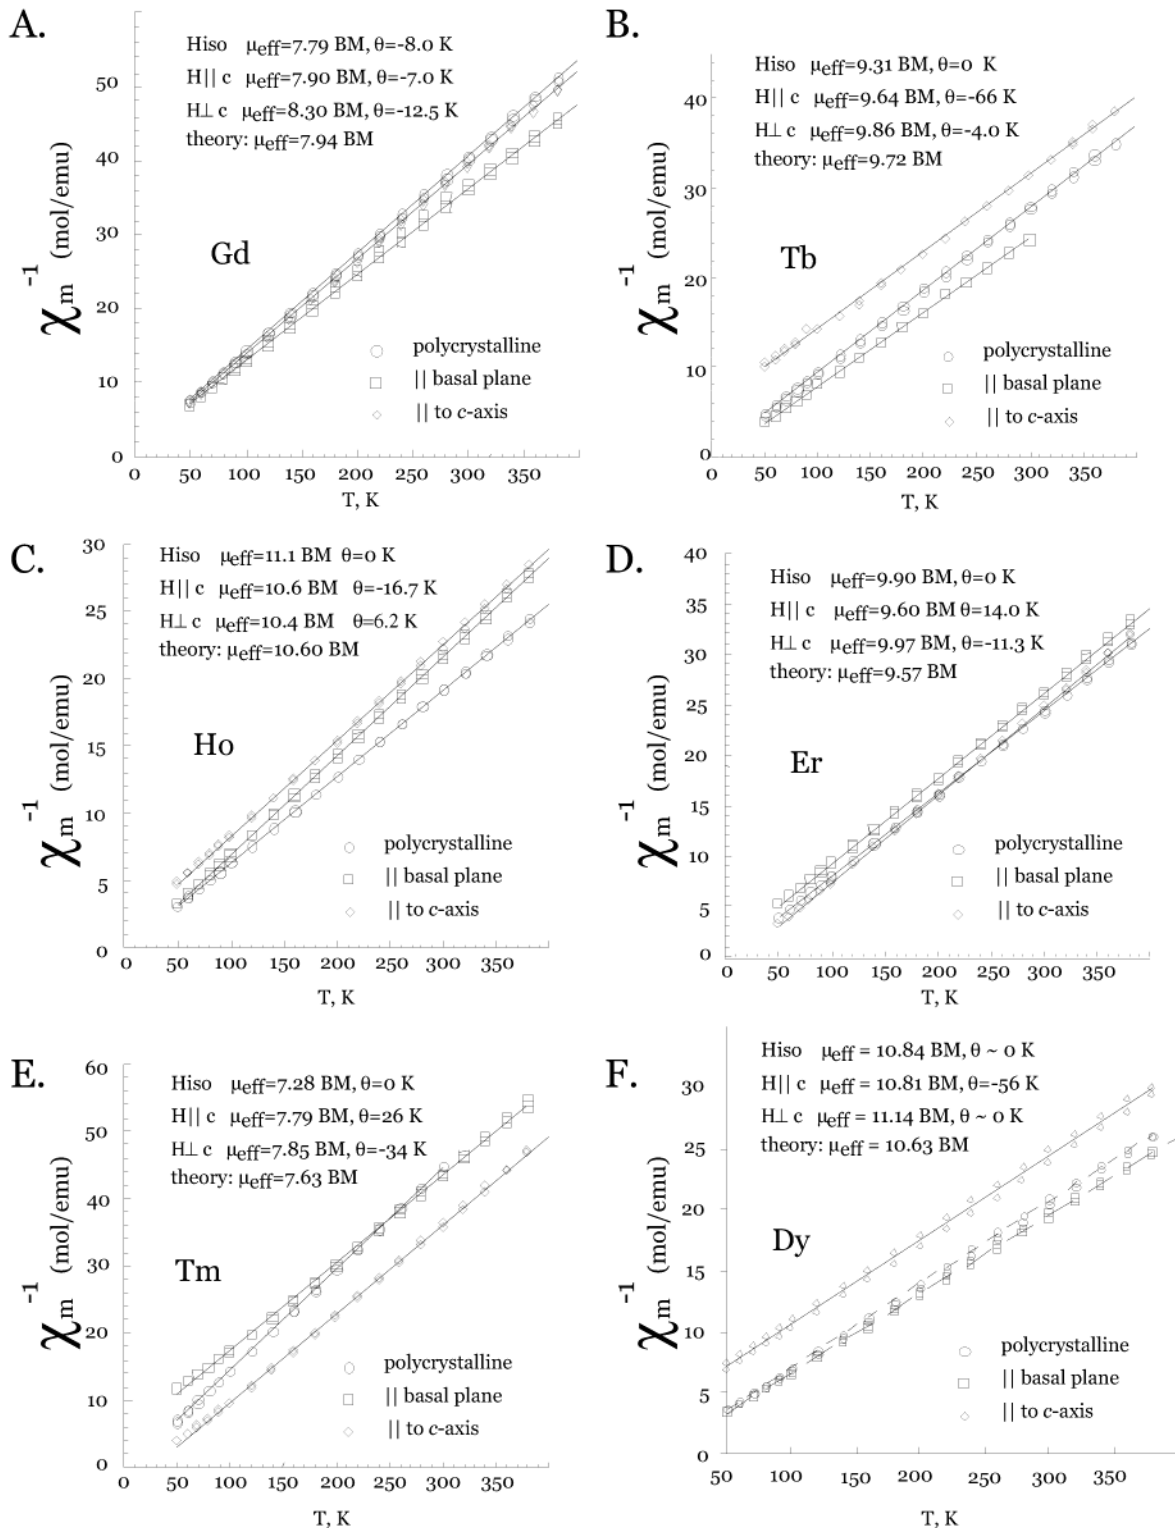 A.
Hiso μeff=7.79 BM, θ=-8.0 K
H|| c μeff=7.90 BM, θ=-7.0 K
H⊥ c μeff=8.30 BM, θ=-12.5 K
theory: μeff=7.94 BM
Gd
polycrystalline
|| basal plane
|| to c-axis
χm-1 (mol/emu)
50
40
30
20
10
0
0 50 100 150 200 250 300 350
T, K
B.
Hiso μeff=9.31 BM, θ=0 K
H|| c μeff=9.64 BM, θ=-66 K
H⊥ c μeff=9.86 BM, θ=-4.0 K
theory: μeff=9.72 BM
Tb
polycrystalline
|| basal plane
|| to c-axis
χm-1 (mol/emu)
40
30
20
10
0
0 50 100 150 200 250 300 350
T, K
C.
Hiso μeff=11.1 BM θ=0 K
H|| c μeff=10.6 BM θ=-16.7 K
H⊥ c μeff=10.4 BM θ=6.2 K
theory: μeff=10.60 BM
Ho
polycrystalline
|| basal plane
|| to c-axis
χm-1 (mol/emu)
30
25
20
15
10
5
0
0 50 100 150 200 250 300 350
T, K
D.
Hiso μeff=9.90 BM, θ=0 K
H|| c μeff=9.60 BM θ=14.0 K
H⊥ c μeff=9.97 BM, θ=-11.3 K
theory: μeff=9.57 BM
Er
polycrystalline
|| basal plane
|| to c-axis
χm-1 (mol/emu)
40
35
30
25
20
15
10
5
0
0 50 100 150 200 250 300 350
T, K
E.
Hiso μeff=7.28 BM, θ=0 K
H|| c μeff=7.79 BM, θ=26 K
H⊥ c μeff=7.85 BM, θ=-34 K
theory: μeff=7.63 BM
Tm
polycrystalline
|| basal plane
|| to c-axis
χm-1 (mol/emu)
60
50
40
30
20
10
0
0 50 100 150 200 250 300 350
T, K
F.
Hiso μeff = 10.84 BM, θ ~ 0 K
H|| c μeff = 10.81 BM, θ=-56 K
H⊥ c μeff = 11.14 BM, θ ~ 0 K
theory: μeff = 10.63 BM
Dy
polycrystalline
|| basal plane
|| to c-axis
χm-1 (mol/emu)
30
25
20
15
10
5
0
50 100 150 200 250 300 350
T, K